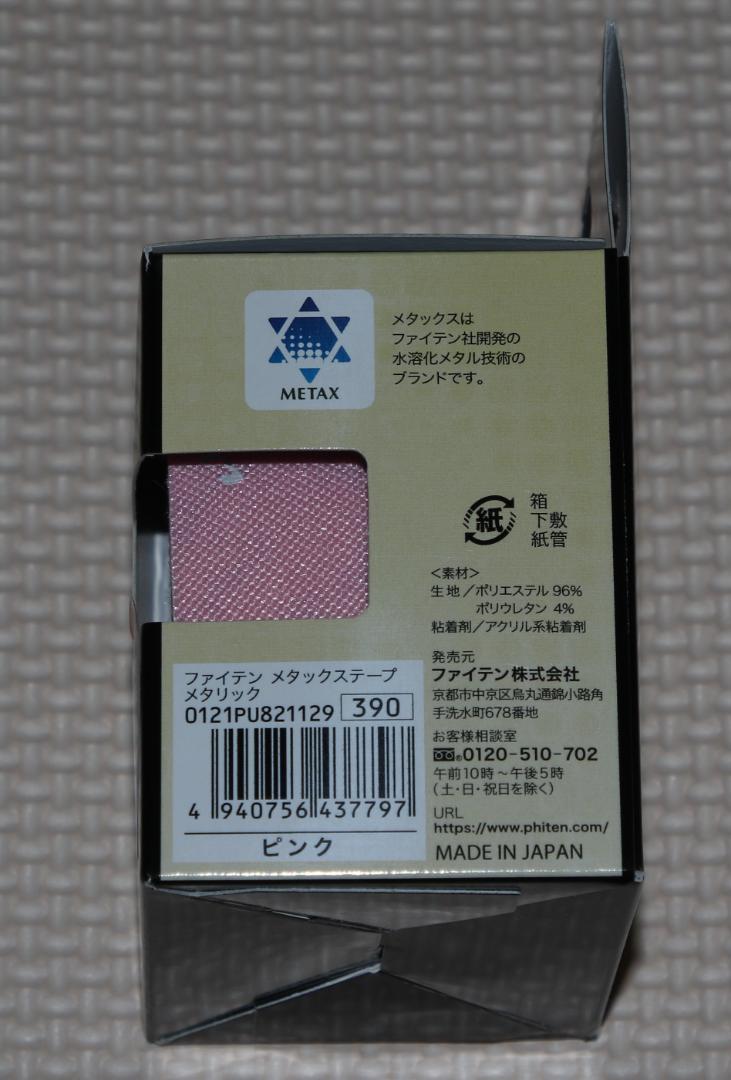 METAX
メタックスは
ファイテン社開発の
水溶化メタル技術の
ブランドです。
紙
箱
下敷
紙管
＜素材＞
生地／ポリエステル 96%
ポリウレタン 4%
粘着剤／アクリル系粘着剤
発売元
ファイテン株式会社
京都市中京区烏丸通錦小路角
手洗水町678番地
お客様相談室
0120-510-702
午前10時～午後5時
（土・日・祝日を除く）
URL
https://www.phiten.com/
MADE IN JAPAN
ファイテン メタックステープ
メタリック
0121PU821129 390
4 940756 437797
ピンク